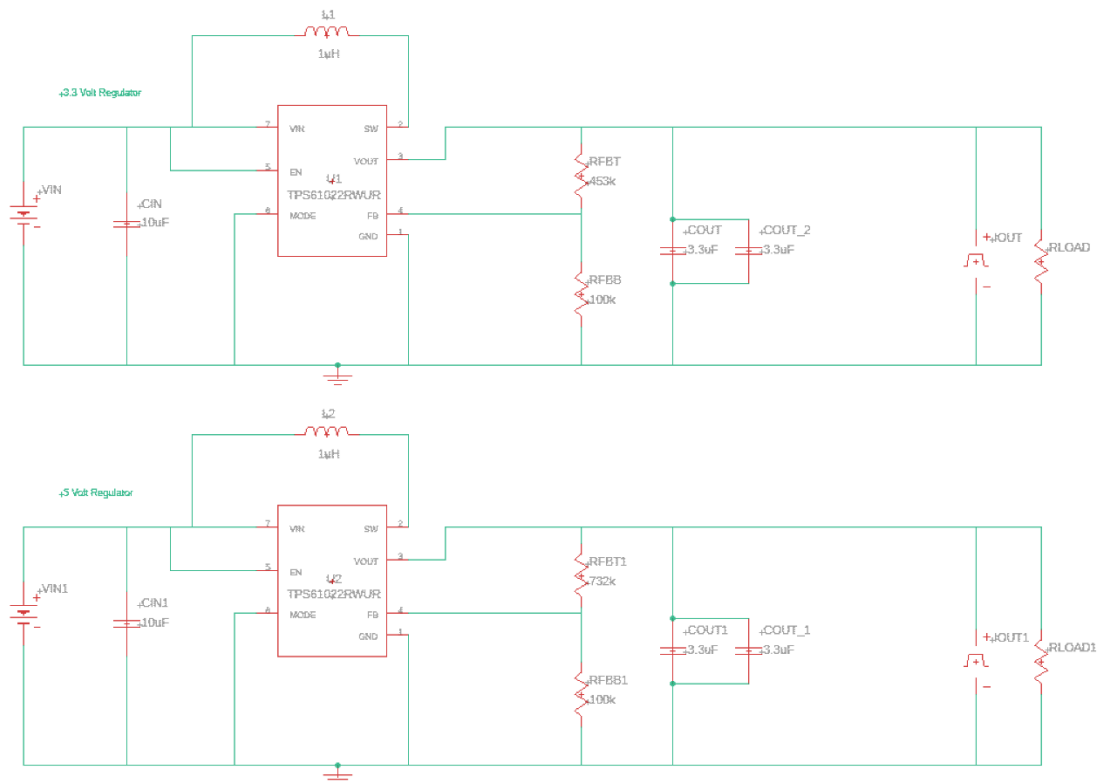 L1
1uH
3.3 Volt Regulator
7
VIN
SW
2
VOUT
3
5
EN
U1
TPS61022RWUR
6
MODE
FB
4
GND
1
VIN
+
-
CIN
10uF
RFBT
453k
RFBB
100k
COUT
3.3uF
COUT_2
3.3uF
+
IOUT
-
RLOAD
L2
1uH
5 Volt Regulator
7
VIN
SW
2
VOUT
3
5
EN
U2
TPS61022RWUR
6
MODE
FB
4
GND
1
VIN1
+
-
CIN1
10uF
RFBT1
732k
RFBB1
100k
COUT1
3.3uF
COUT_1
3.3uF
+
IOUT1
-
RLOAD1